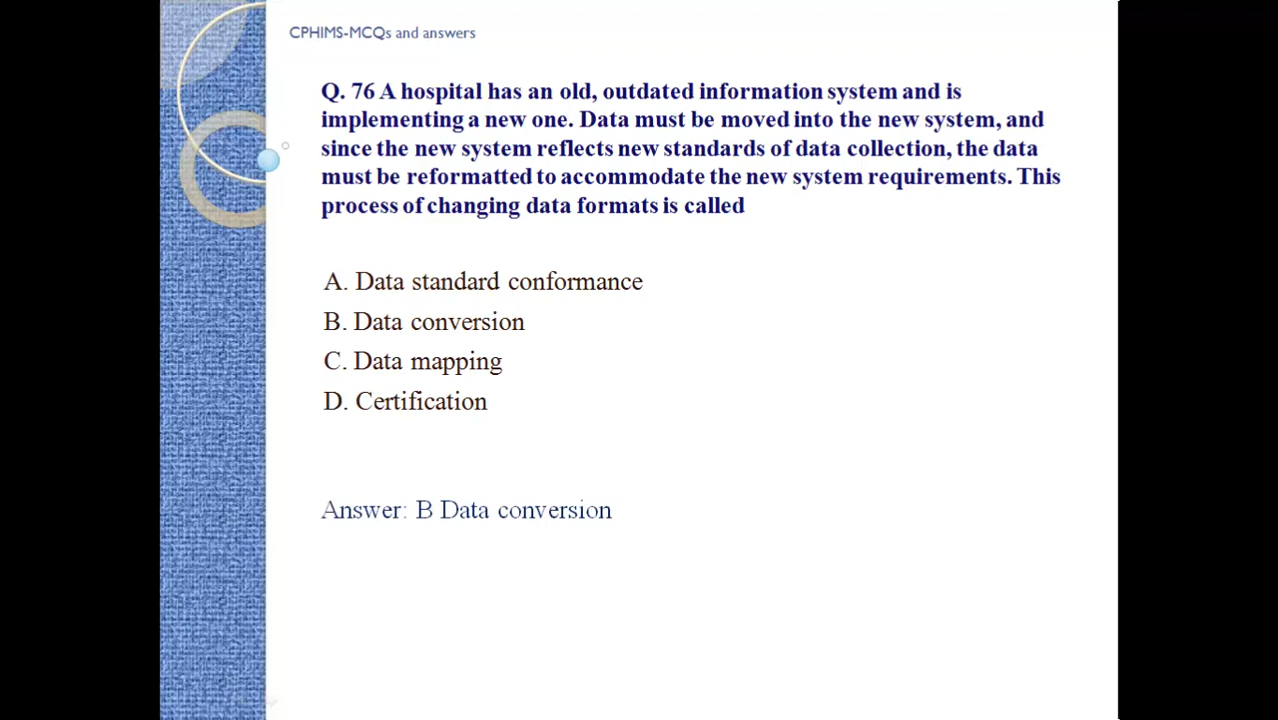 CPHIMS-MCQs and answers
Q. 76 A hospital has an old, outdated information system and is
implementing a new one. Data must be moved into the new system, and
since the new system reflects new standards of data collection, the data
must be reformatted to accommodate the new system requirements. This
process of changing data formats is called
A. Data standard conformance
B. Data conversion
C. Data mapping
D. Certification
Answer: B Data conversion